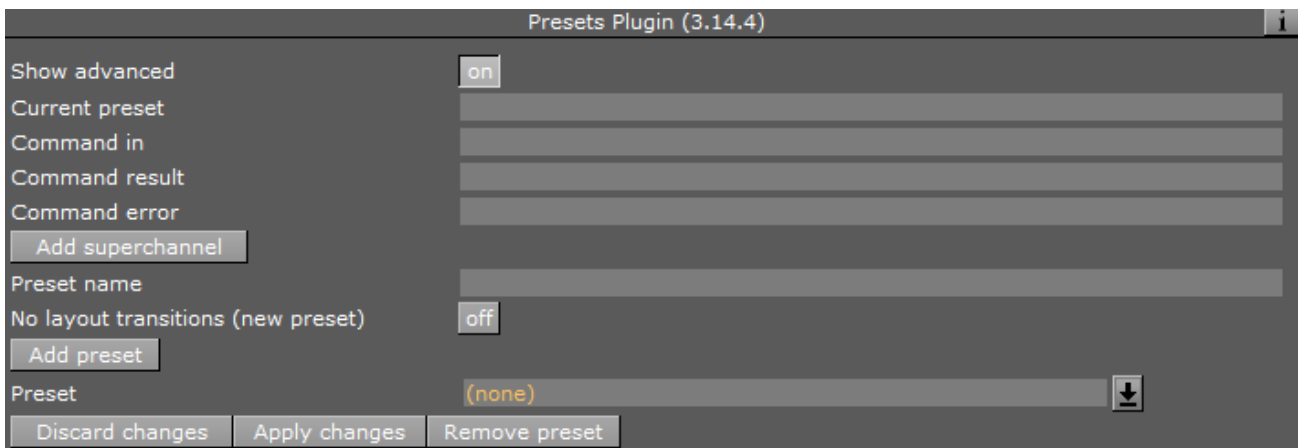 Presets Plugin (3.14.4) i
Show advanced on
Current preset
Command in
Command result
Command error
Add superchannel
Preset name
No layout transitions (new preset) off
Add preset
Preset (none)
Discard changes Apply changes Remove preset